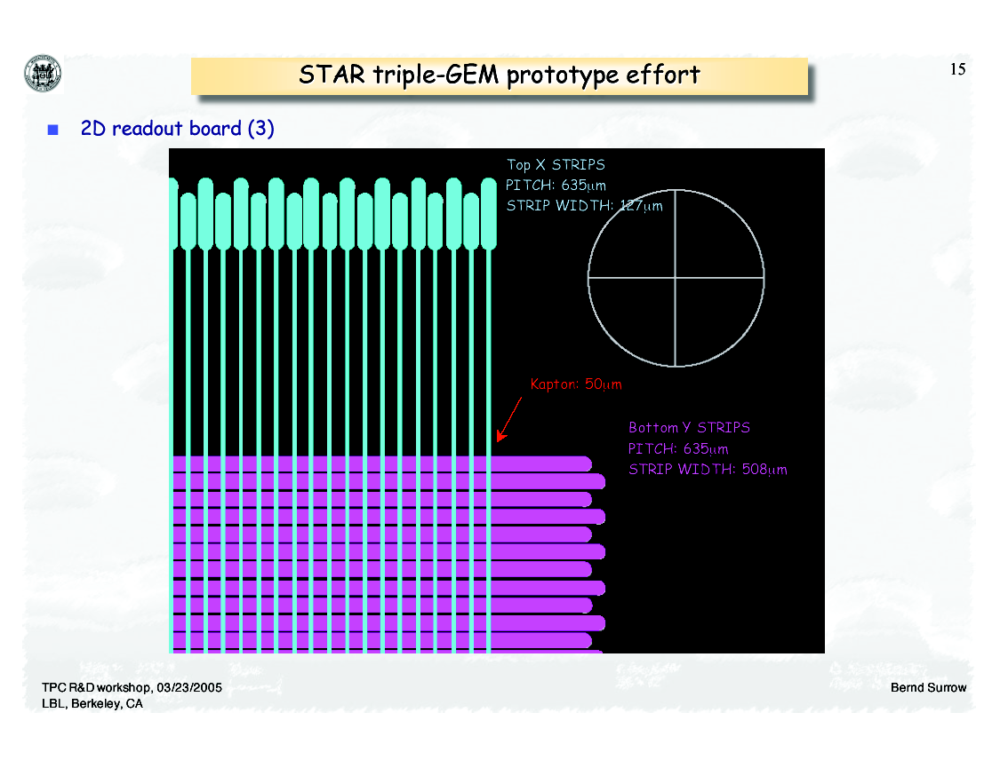 STAR triple-GEM prototype effort
15
2D readout board (3)
Top X STRIPS
PITCH: 635µm
STRIP WIDTH: 127µm
Kapton: 50µm
Bottom Y STRIPS
PITCH: 635µm
STRIP WIDTH: 508µm
TPC R&D workshop, 03/23/2005
LBL, Berkeley, CA
Bernd Surrow